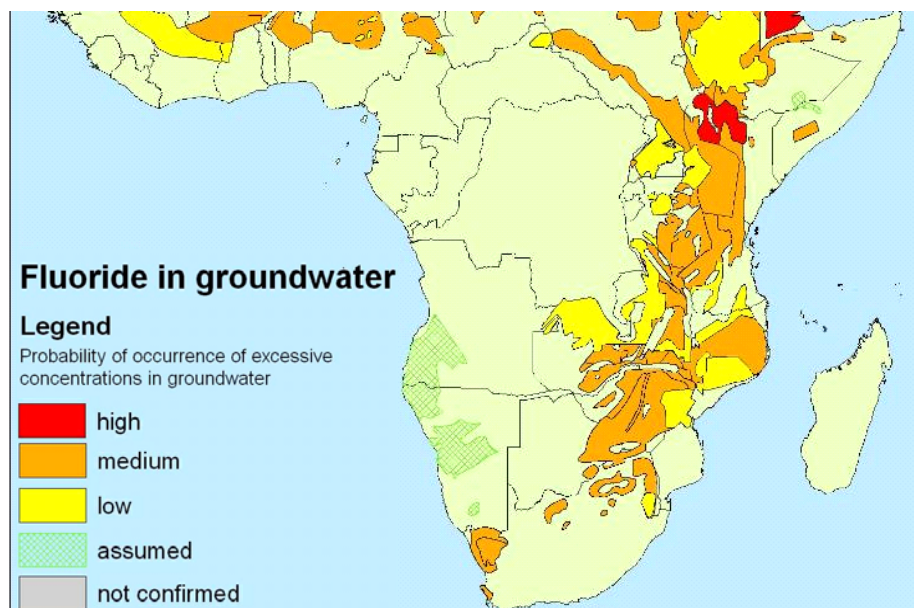 Fluoride in groundwater
Legend
Probability of occurrence of excessive
concentrations in groundwater
high
medium
low
assumed
not confirmed